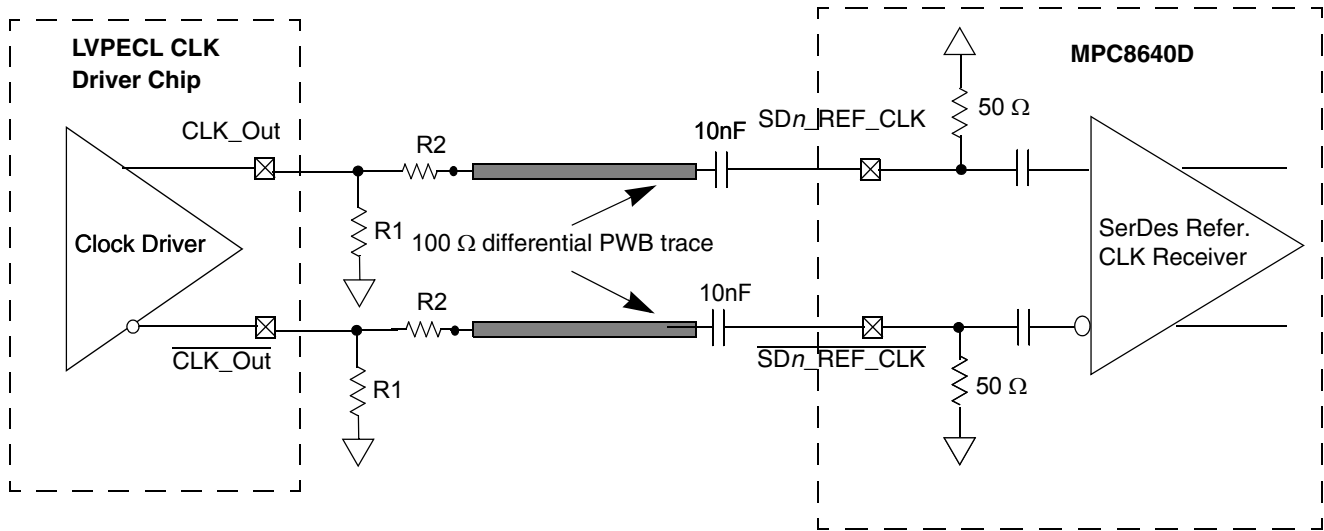 LVPECL CLK
Driver Chip
MPC8640D
CLK_Out
R2
10nF
SDn_REF_CLK
50 Ω
Clock Driver
R1
100 Ω differential PWB trace
SerDes Refer.
CLK Receiver
R2
10nF
CLK_Out
SDn_REF_CLK
R1
50 Ω